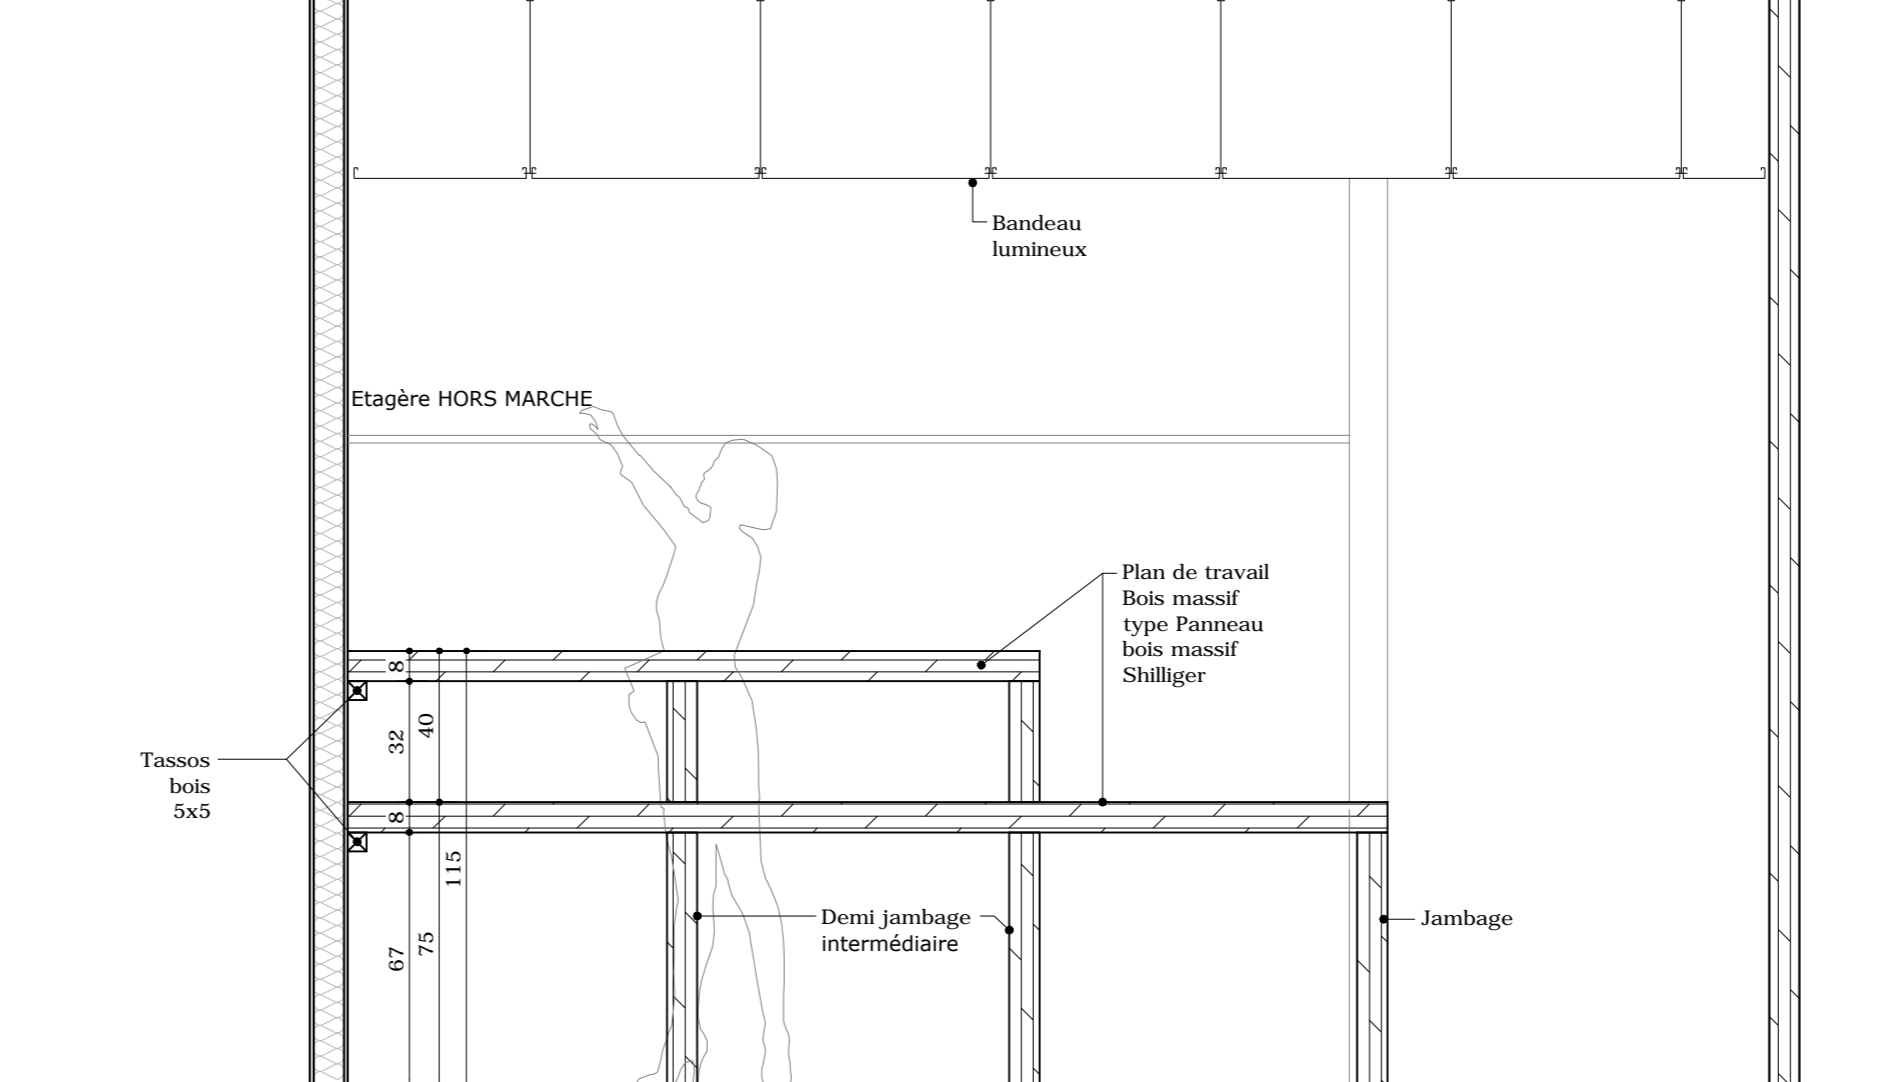 Bandeau
lumineux
Etagère HORS MARCHE
Plan de travail
Bois massif
type Panneau
bois massif
Shilliger
8
32
40
Tassos
bois
5x5
8
115
67
75
Demi jambage
intermédiaire
Jambage